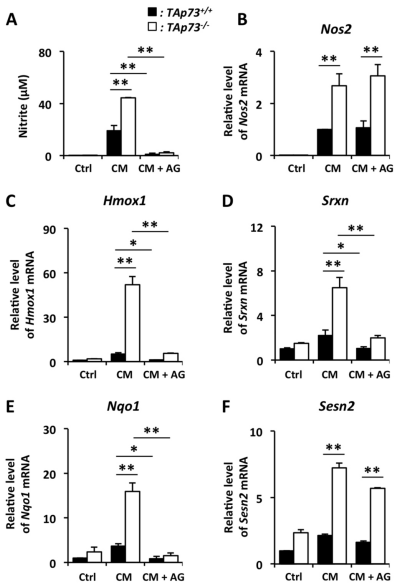 A
■ : TAp73+/+
□ : TAp73-/-
**
**
**
Nitrite (μM)
80
40
0
Ctrl CM CM + AG
B
Nos2
** **
Relative level
of Nos2 mRNA
4
2
0
Ctrl CM CM + AG
C
Hmox1
**
*
**
Relative level
of Hmox1 mRNA
90
60
30
0
Ctrl CM CM + AG
D
Srxn
**
*
**
Relative level
of Srxn mRNA
12
8
4
0
Ctrl CM CM + AG
E
Nqo1
**
*
**
Relative level
of Nqo1 mRNA
30
20
10
0
Ctrl CM CM + AG
F
Sesn2
**
**
Relative level
of Sesn2 mRNA
10
5
0
Ctrl CM CM + AG